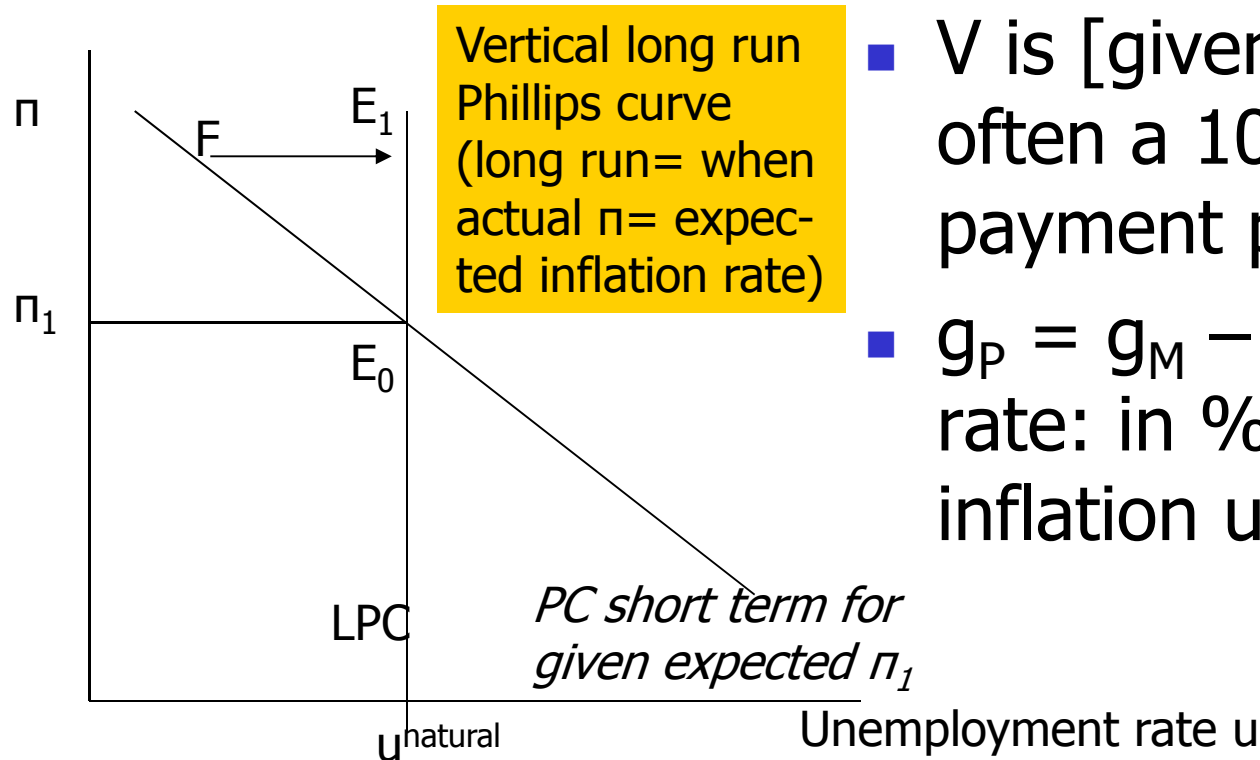 Vertical long run
Phillips curve
(long run= when
actual π= expec-
ted inflation rate)
π
F
E₁
π₁
E₀
LPC
PC short term for
given expected π₁
uⁿᵃᵗᵘʳᵃˡ
Unemployment rate u
▪ V is [given
often a 10
payment p
▪ gₚ = g_M –
rate: in %
inflation u